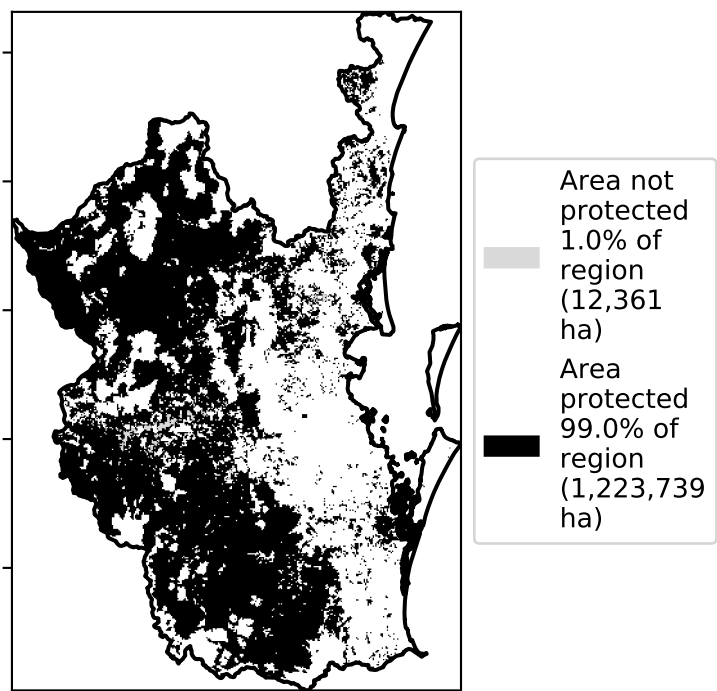 Area not
protected
1.0% of
region
(12,361
ha)
Area
protected
99.0% of
region
(1,223,739
ha)